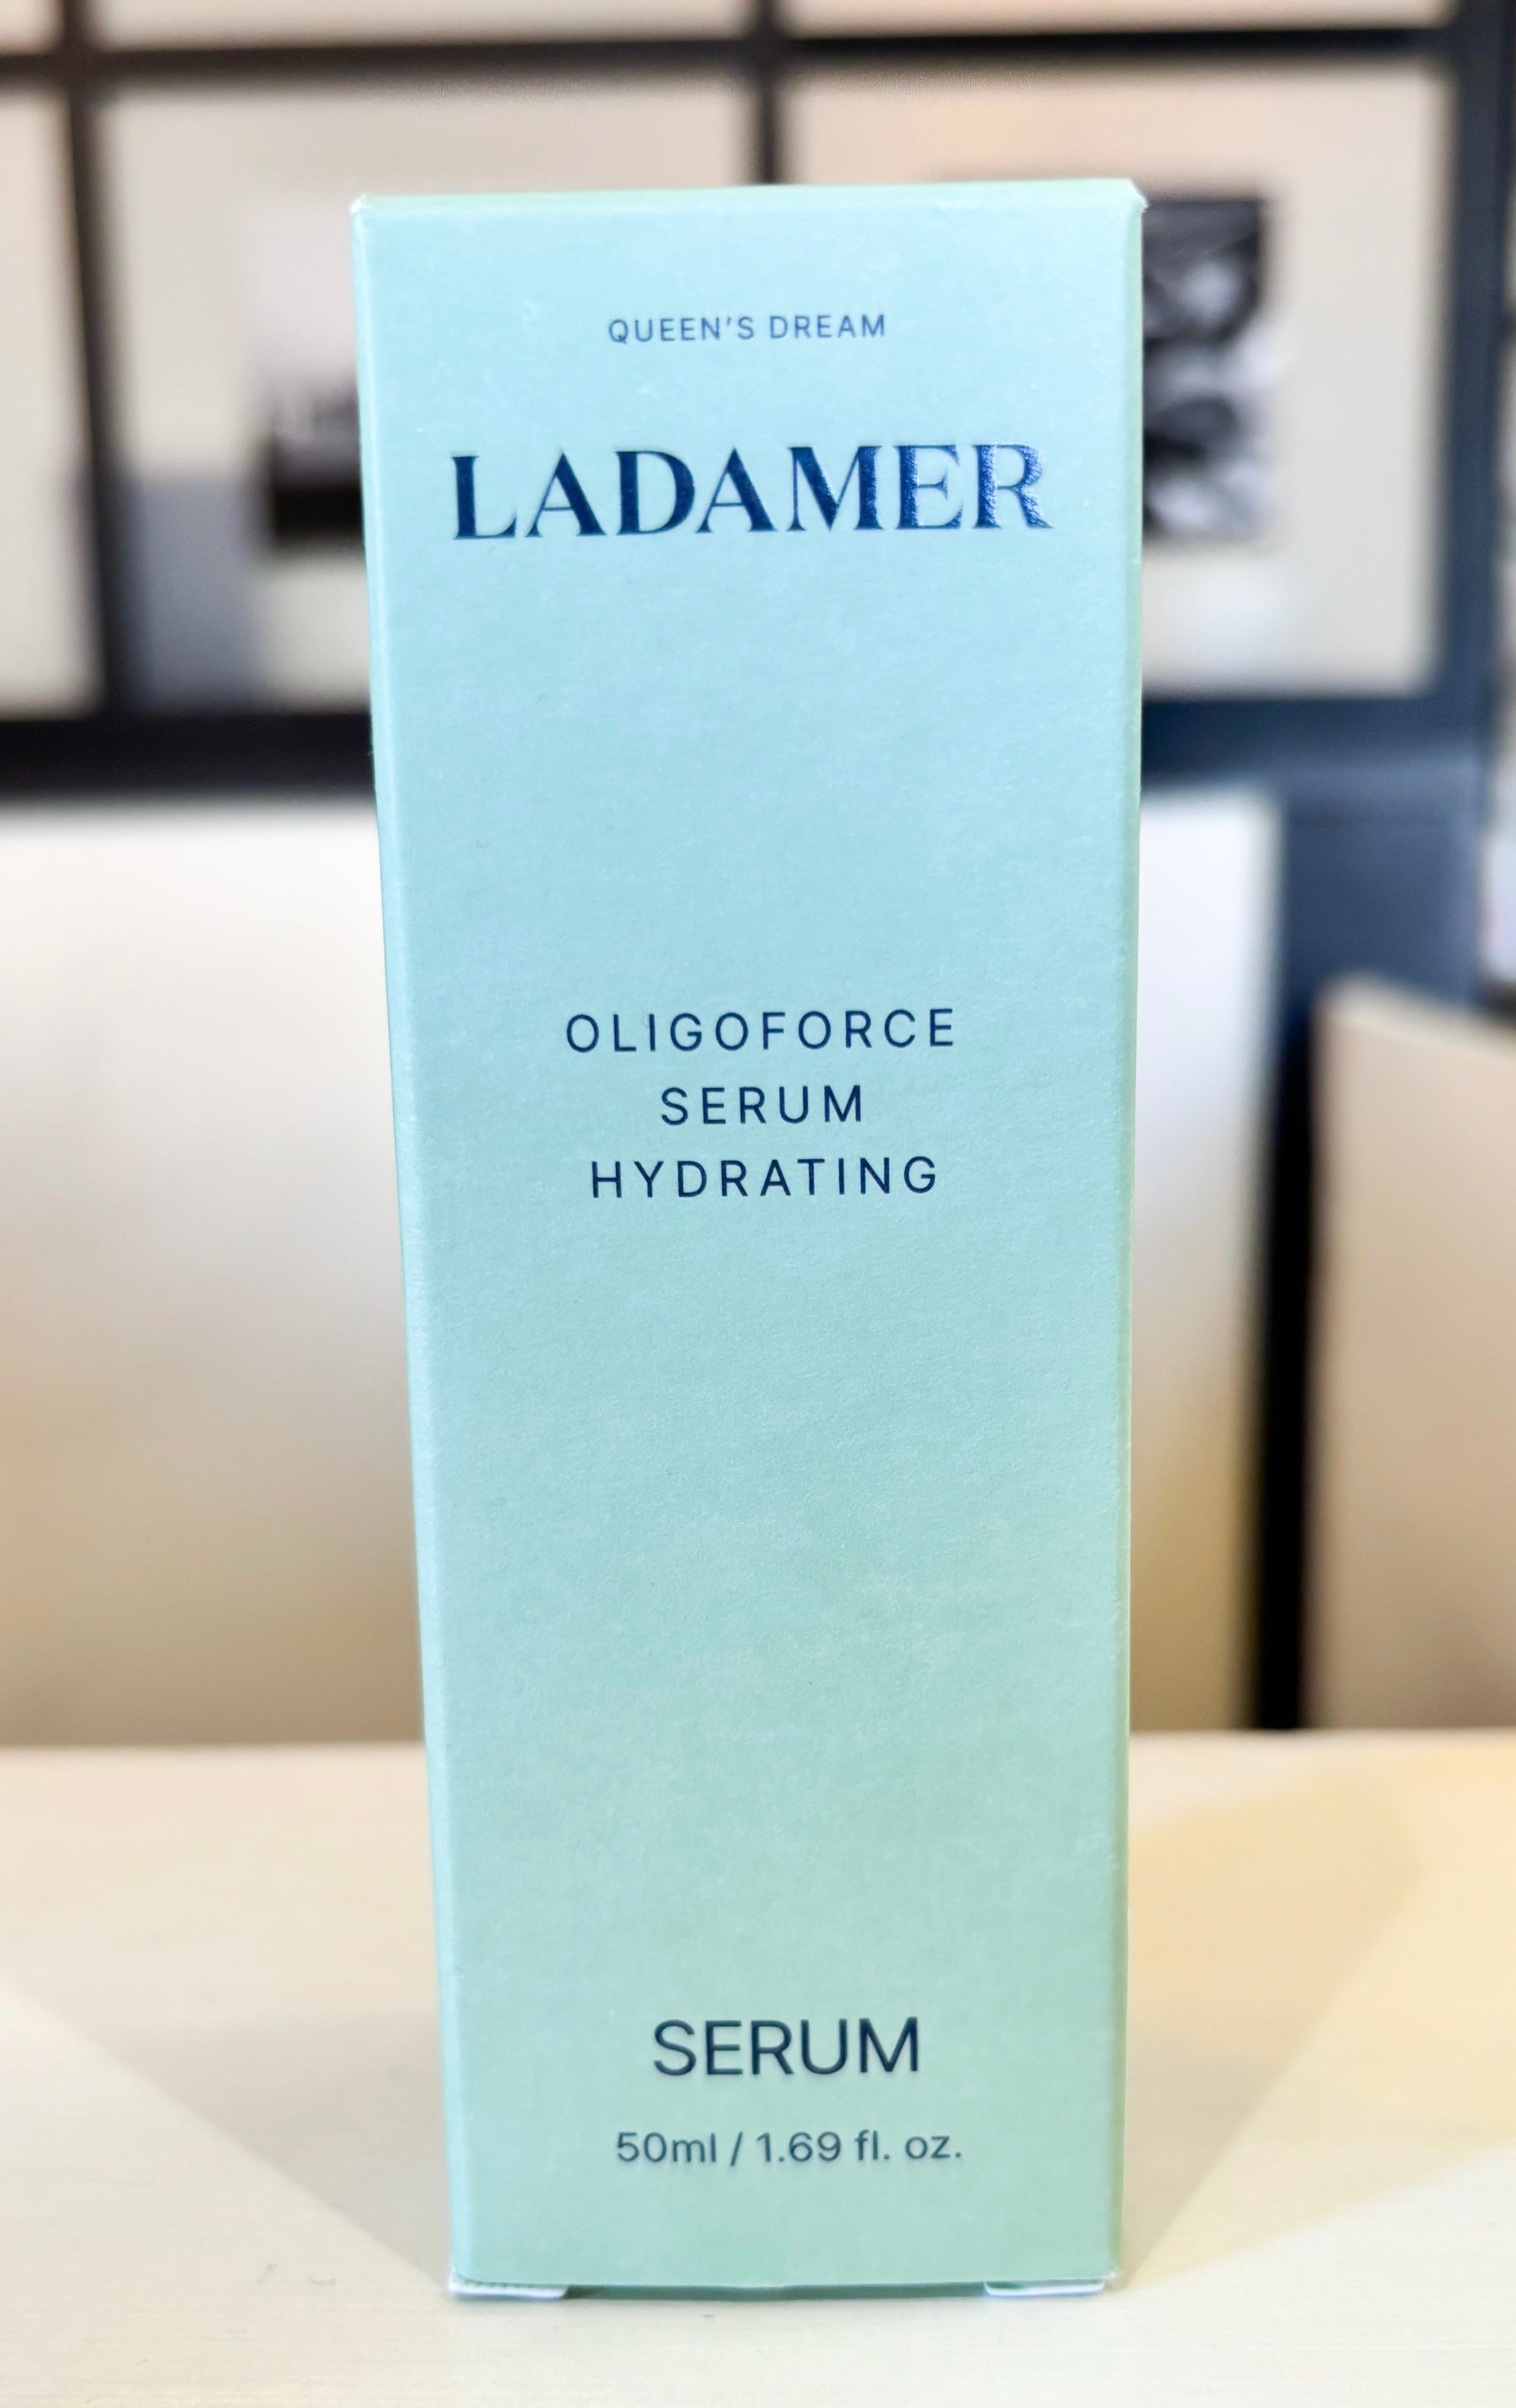 QUEEN'S DREAM
LADAMER
OLIGOFORCE
SERUM
HYDRATING
SERUM
50ml / 1.69 fl. oz.